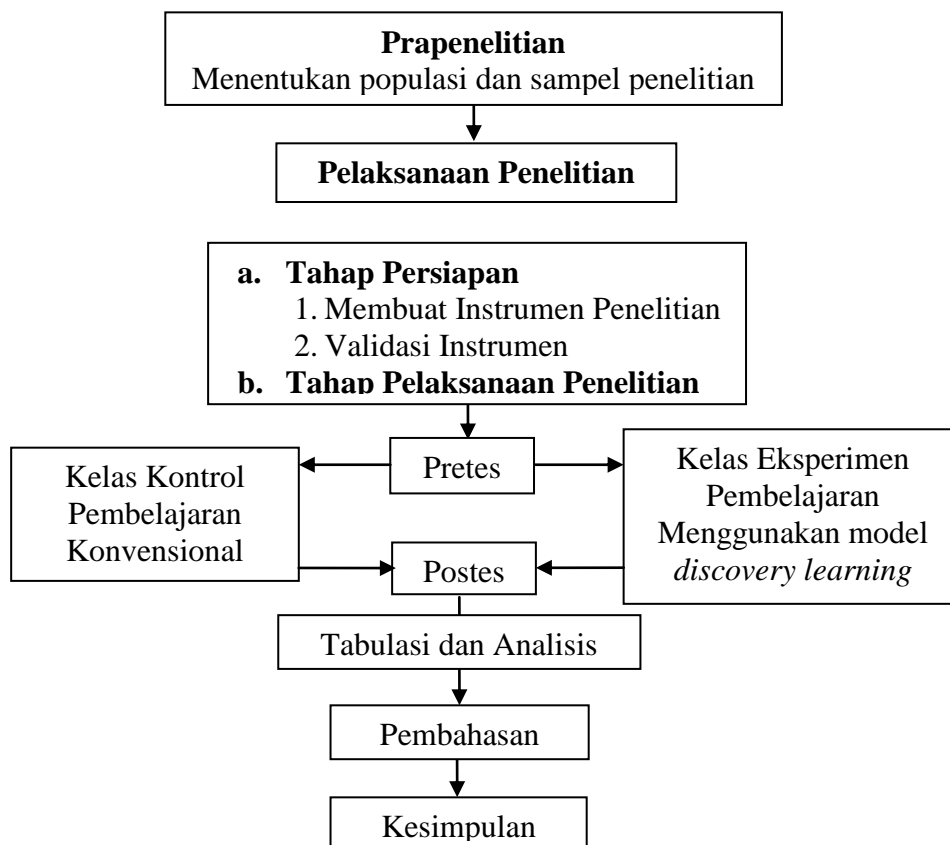 Prapenelitian
Menentukan populasi dan sampel penelitian
Pelaksanaan Penelitian
a. Tahap Persiapan
1. Membuat Instrumen Penelitian
2. Validasi Instrumen
b. Tahap Pelaksanaan Penelitian
Pretes
Kelas Kontrol
Pembelajaran
Konvensional
Kelas Eksperimen
Pembelajaran
Menggunakan model
discovery learning
Postes
Tabulasi dan Analisis
Pembahasan
Kesimpulan